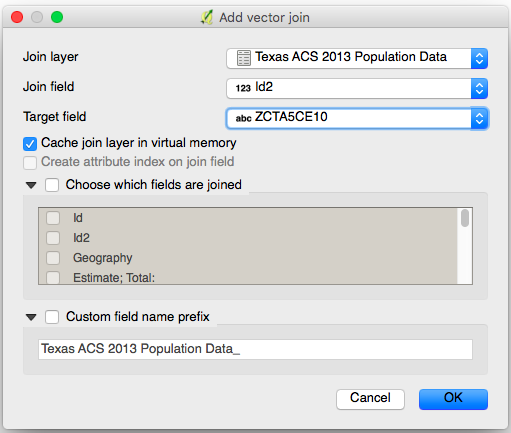 Add vector join
Join layer Texas ACS 2013 Population Data
Join field 123 Id2
Target field abc ZCTA5CE10
Cache join layer in virtual memory
Create attribute index on join field
Choose which fields are joined
Id
Id2
Geography
Estimate; Total:
Custom field name prefix
Texas ACS 2013 Population Data_
Cancel OK